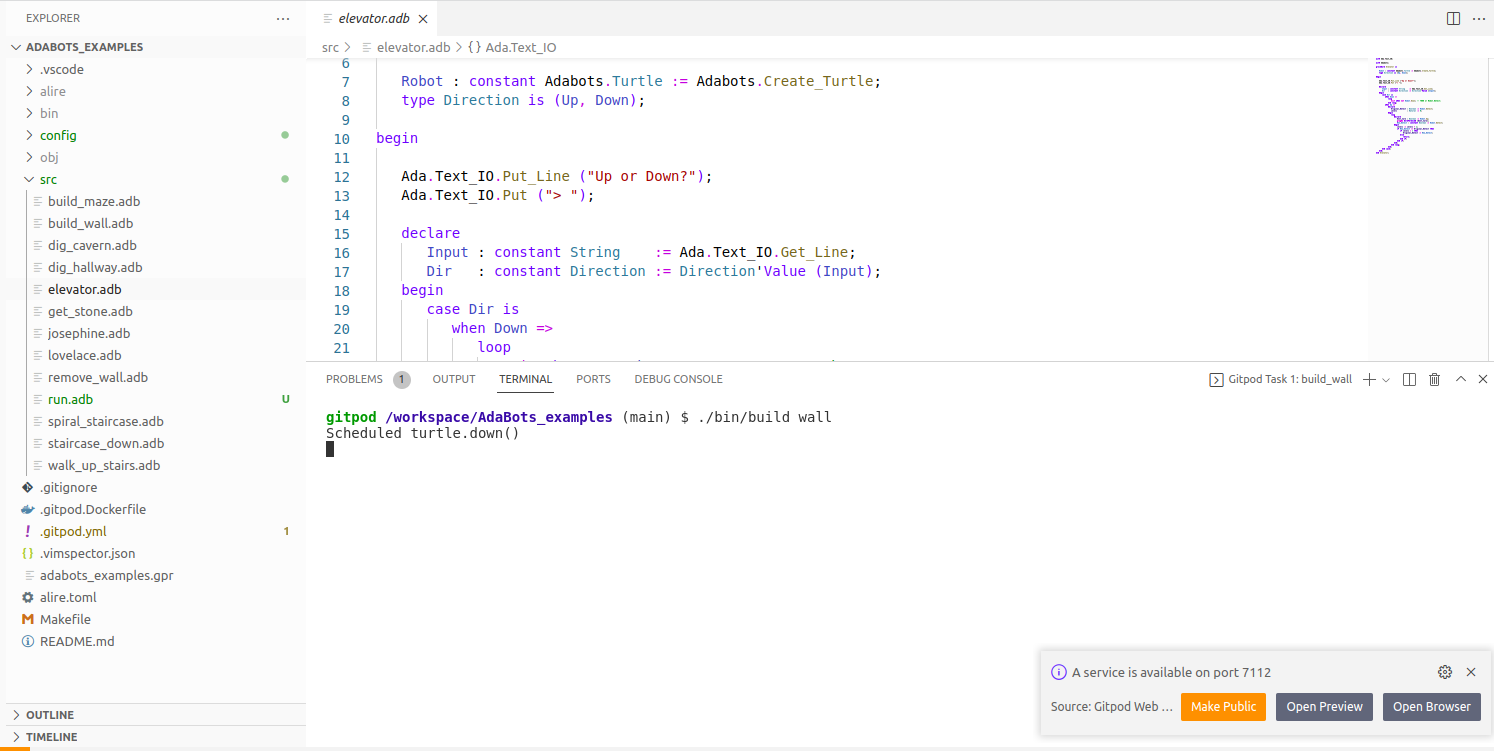 EXPLORER
ADABOTS_EXAMPLES
.vscode
alire
bin
config
obj
src
build_maze.adb
build_wall.adb
dig_cavern.adb
dig_hallway.adb
elevator.adb
get_stone.adb
josephine.adb
lovelace.adb
remove_wall.adb
run.adb U
spiral_staircase.adb
staircase_down.adb
walk_up_stairs.adb
.gitignore
.gitpod.Dockerfile
.gitpod.yml 1
.vimspector.json
adabots_examples.gpr
alire.toml
Makefile
README.md
OUTLINE
TIMELINE
elevator.adb
src > elevator.adb > {} Ada.Text_IO
6
7 Robot : constant Adabots.Turtle := Adabots.Create_Turtle;
8 type Direction is (Up, Down);
9
10 begin
11
12 Ada.Text_IO.Put_Line ("Up or Down?");
13 Ada.Text_IO.Put ("> ");
14
15 declare
16 Input : constant String    := Ada.Text_IO.Get_Line;
17 Dir   : constant Direction := Direction'Value (Input);
18 begin
19 case Dir is
20 when Down =>
21 loop
PROBLEMS 1 OUTPUT TERMINAL PORTS DEBUG CONSOLE Gitpod Task 1: build_wall
gitpod /workspace/AdaBots_examples (main) $ ./bin/build wall
Scheduled turtle.down()
A service is available on port 7112
Source: Gitpod Web ... Make Public Open Preview Open Browser